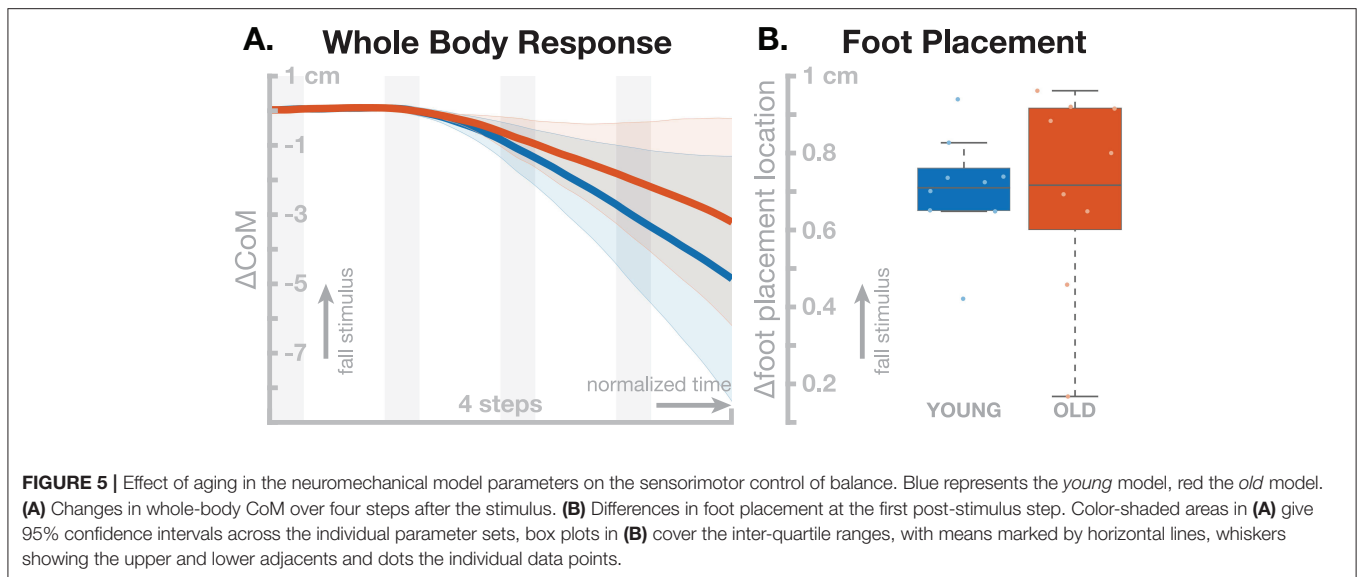 A. Whole Body Response
1 cm
-1
-3
-5
-7
ΔCoM
fall stimulus
normalized time
4 steps
B. Foot Placement
1 cm
0.8
0.6
0.4
0.2
Δfoot placement location
fall stimulus
YOUNG OLD
FIGURE 5 | Effect of aging in the neuromechanical model parameters on the sensorimotor control of balance. Blue represents the young model, red the old model.
(A) Changes in whole-body CoM over four steps after the stimulus. (B) Differences in foot placement at the first post-stimulus step. Color-shaded areas in (A) give
95% confidence intervals across the individual parameter sets, box plots in (B) cover the inter-quartile ranges, with means marked by horizontal lines, whiskers
showing the upper and lower adjacents and dots the individual data points.